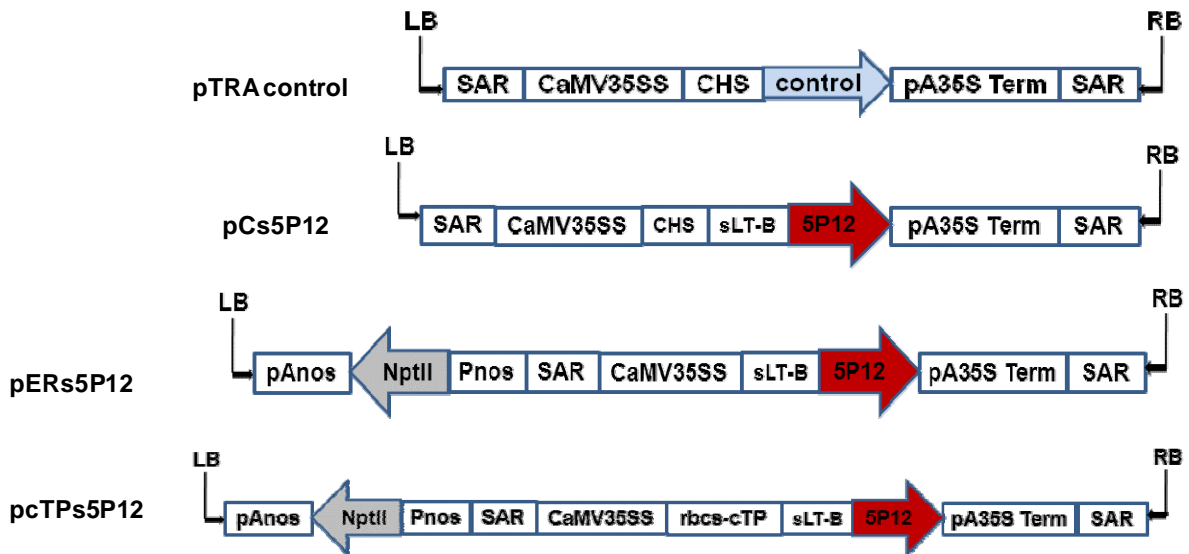 LB RB
pTRA control SAR CaMV35SS CHS control pA35S Term SAR
LB RB
pCs5P12 SAR CaMV35SS CHS sLT-B 5P12 pA35S Term SAR
LB RB
pERs5P12 pAnos NptII Pnos SAR CaMV35SS sLT-B 5P12 pA35S Term SAR
LB RB
pcTPs5P12 pAnos NptII Pnos SAR CaMV35SS rbcs-cTP sLT-B 5P12 pA35S Term SAR